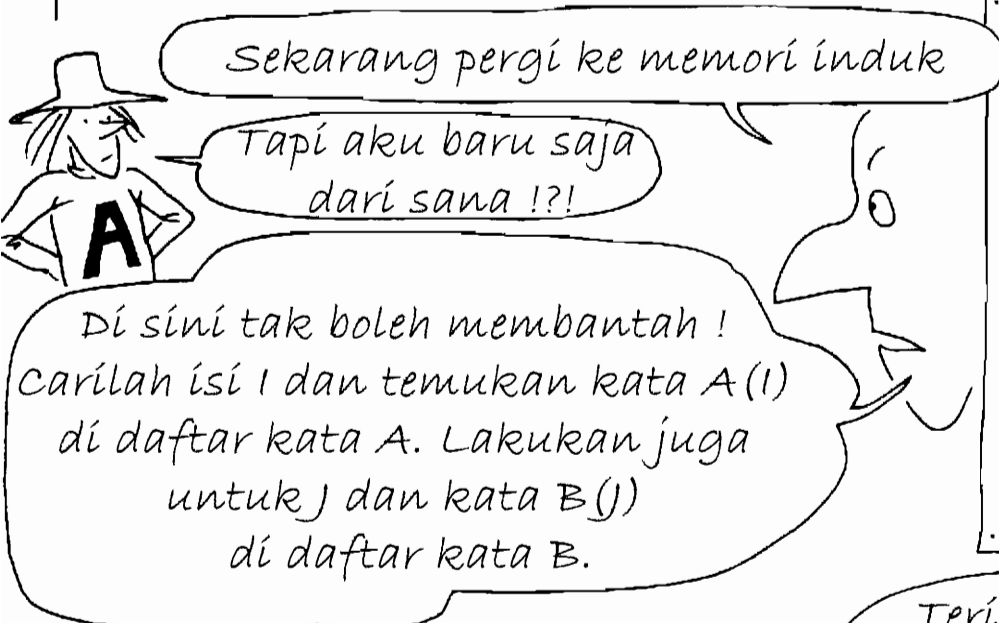 Sekarang pergi ke memori induk
Tapi aku baru saja
dari sana !?!
A
Di sini tak boleh membantah !
Carilah isi I dan temukan kata A(I)
di daftar kata A. Lakukan juga
untuk J dan kata B(J)
di daftar kata B.